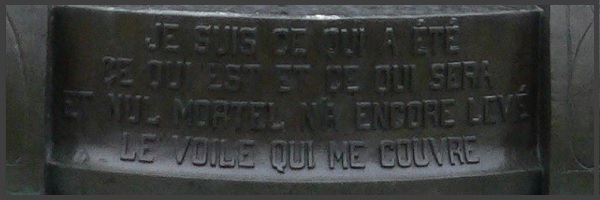 JE SUIS CE QUI A ÉTÉ
CE QUI EST ET CE QUI SERA
ET NUL MORTEL N'A ENCORE LEVÉ
LE VOILE QUI ME COUVRE